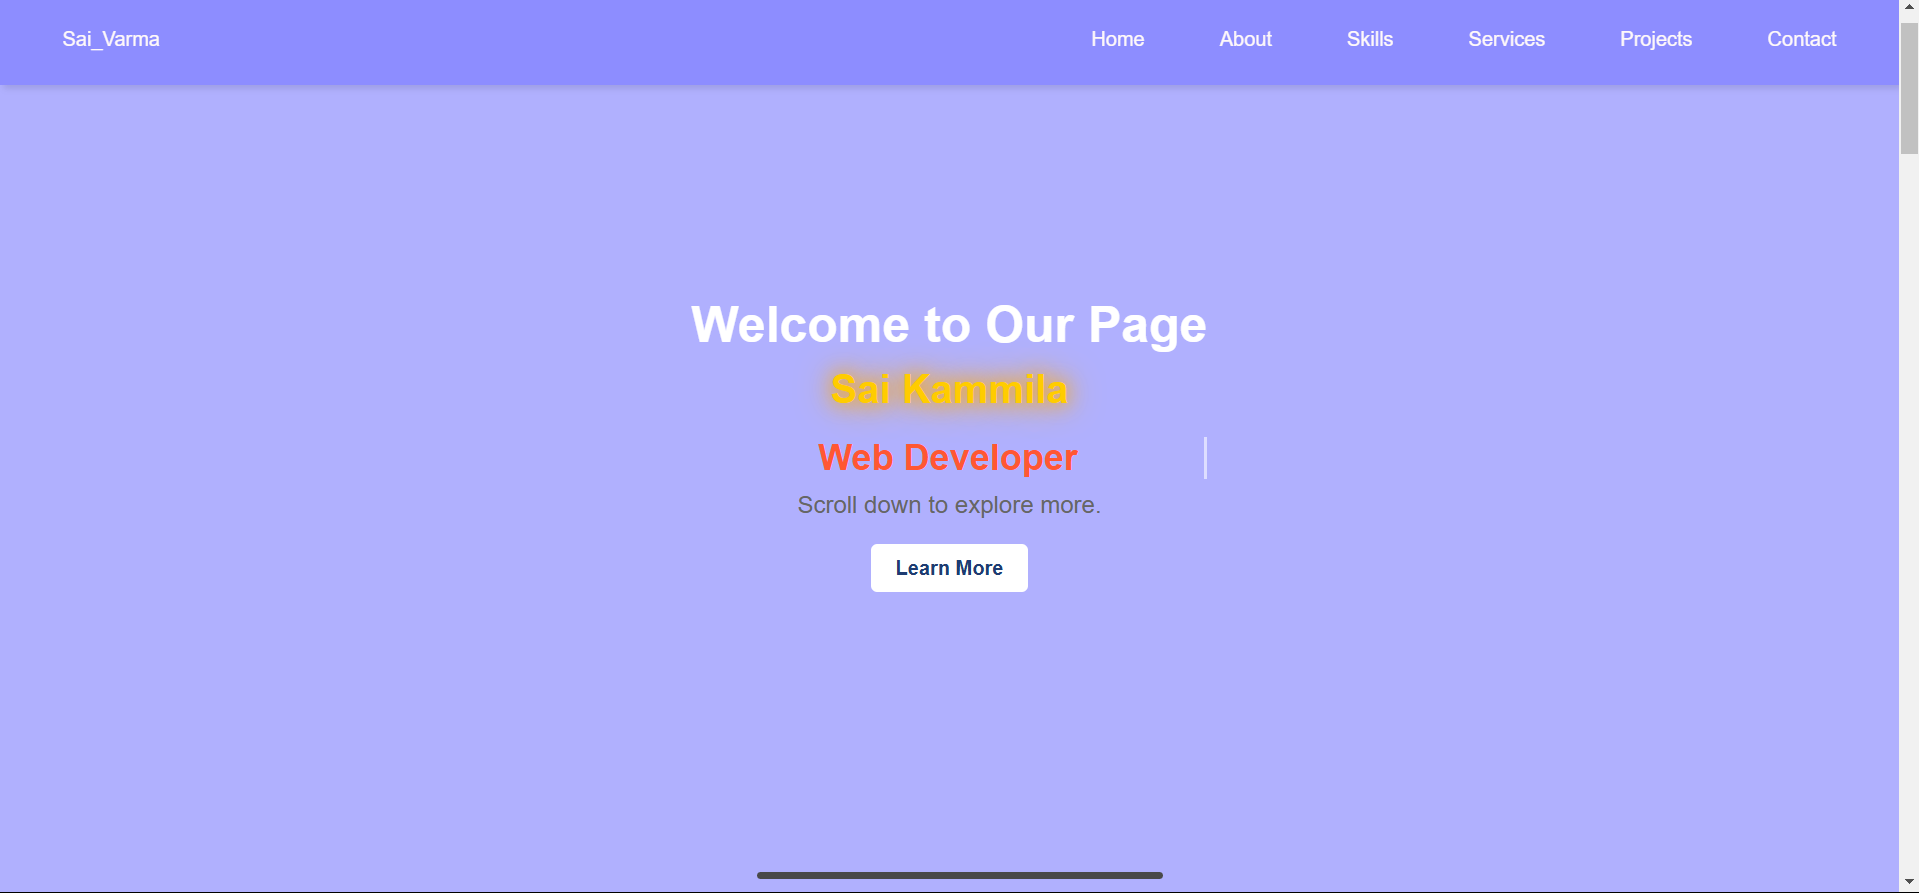 Sai_Varma Home About Skills Services Projects Contact
Welcome to Our Page
Sai Kammila
Web Developer
Scroll down to explore more.
Learn More